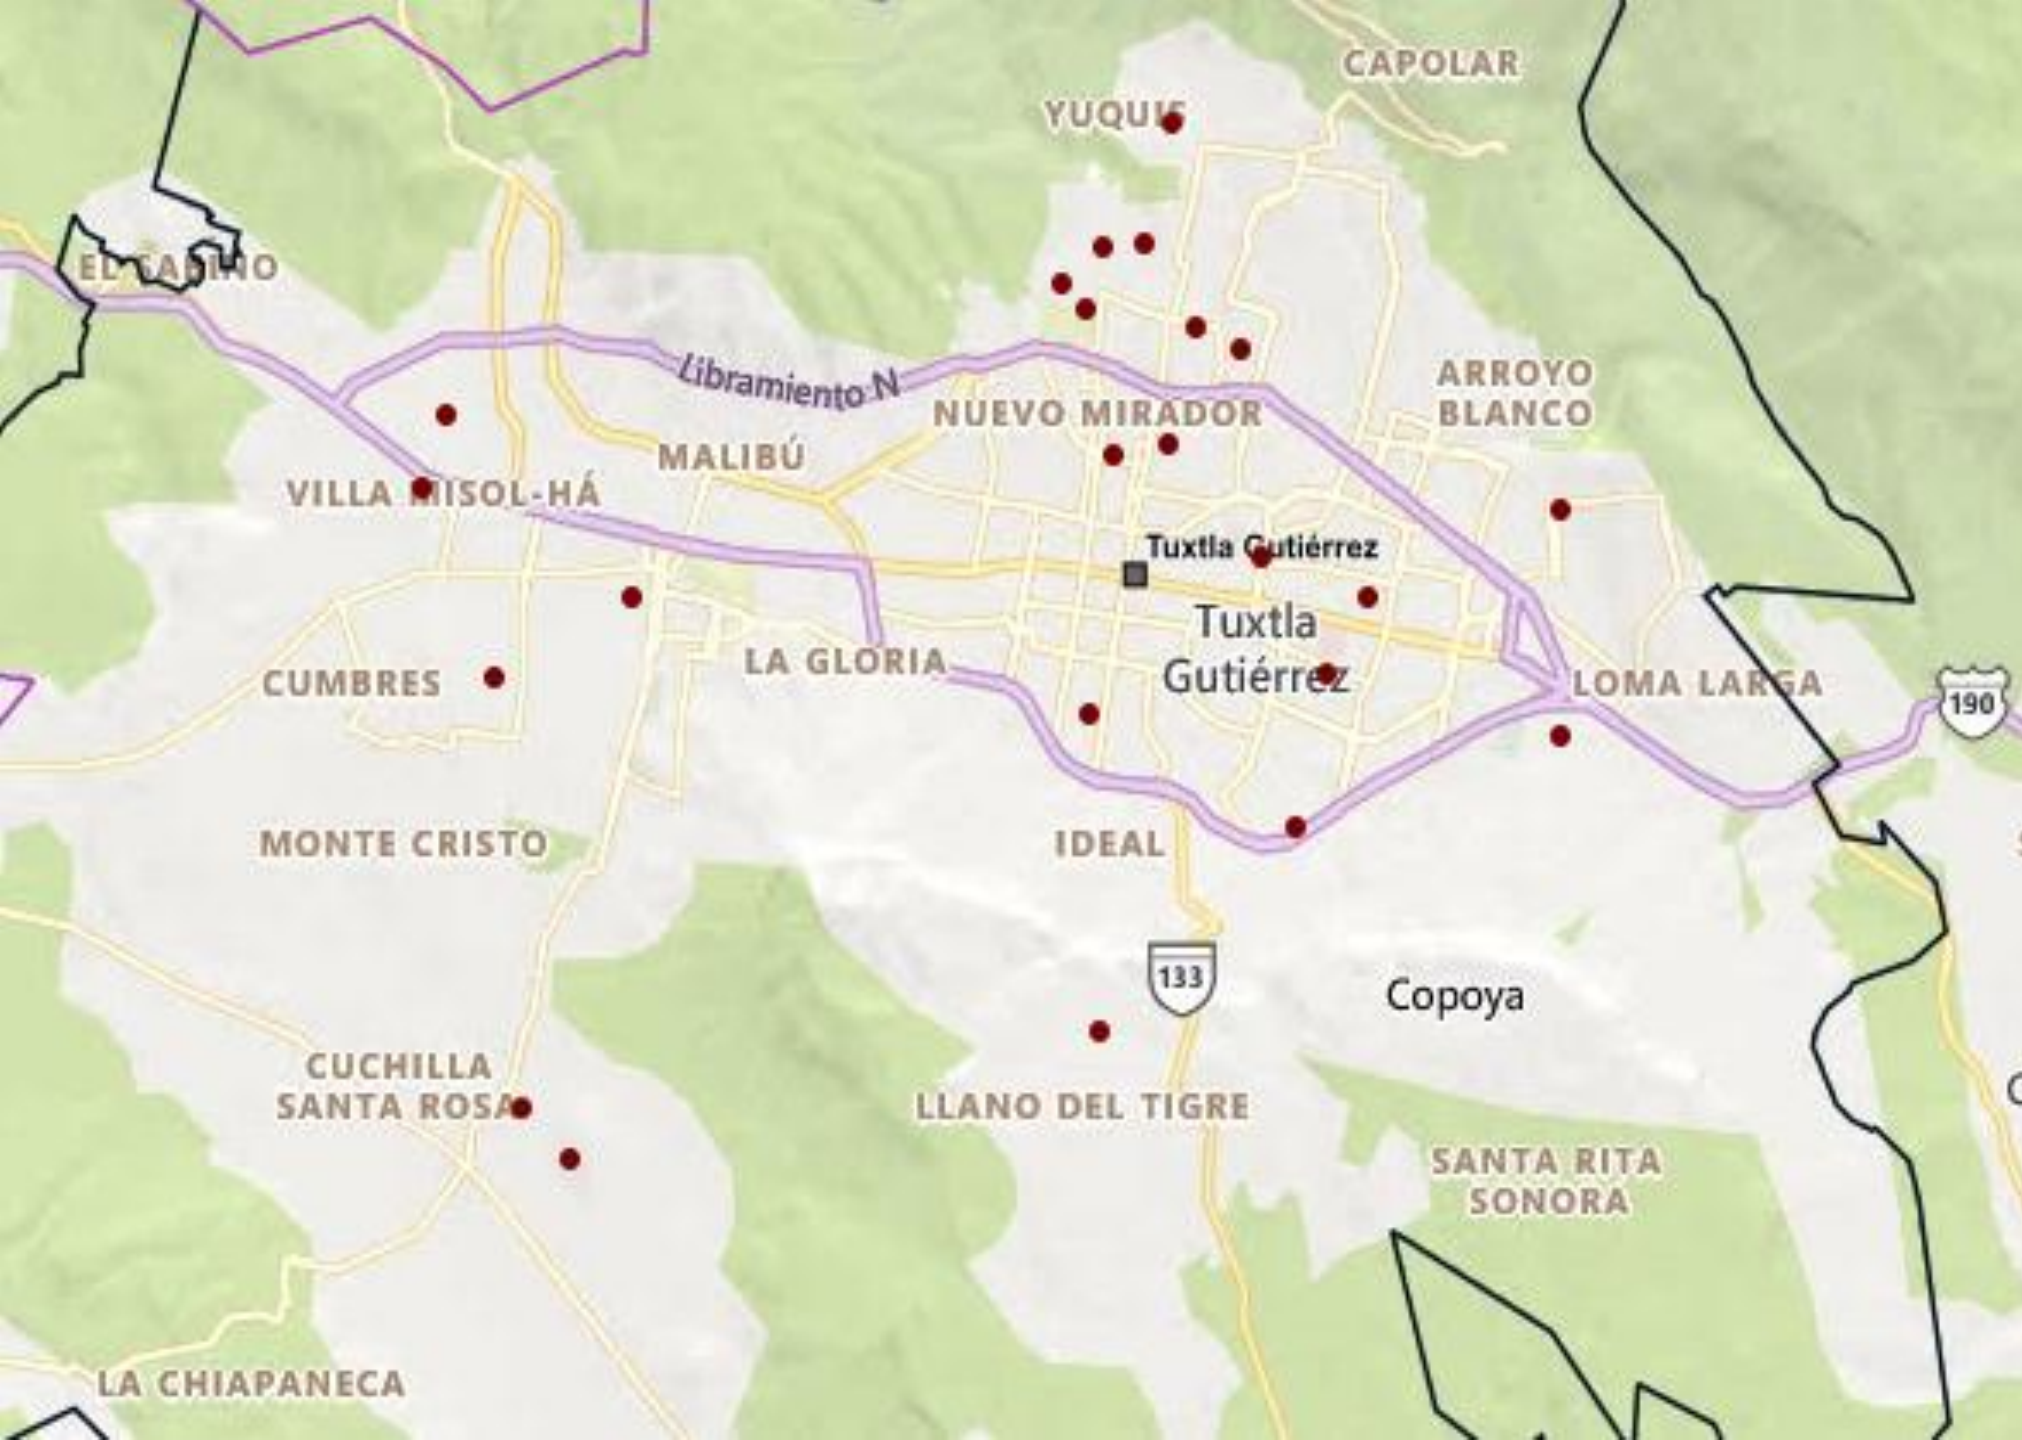 CAPOLAR
YUQUIS
EL SABINO
Libramiento N
ARROYO
BLANCO
NUEVO MIRADOR
MALIBÚ
VILLA MISOL-HÁ
Tuxtla Gutiérrez
Tuxtla
Gutiérrez
LA GLORIA
CUMBRES
LOMA LARGA
190
MONTE CRISTO
IDEAL
133
Copoya
CUCHILLA
SANTA ROSA
LLANO DEL TIGRE
SANTA RITA
SONORA
LA CHIAPANECA